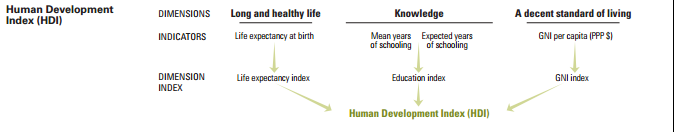 Human Development
Index (HDI)
DIMENSIONS Long and healthy life Knowledge A decent standard of living
INDICATORS Life expectancy at birth Mean years of schooling Expected years of schooling GNI per capita (PPP $)
DIMENSION
INDEX
Life expectancy index Education index GNI index
Human Development Index (HDI)